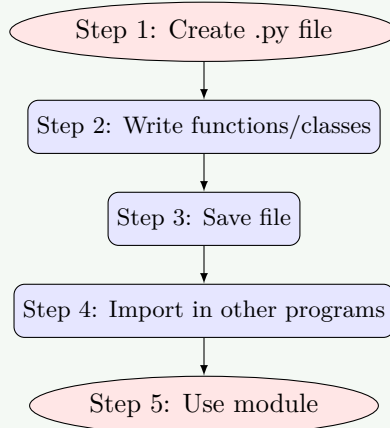 Step 1: Create .py file
Step 2: Write functions/classes
Step 3: Save file
Step 4: Import in other programs
Step 5: Use module